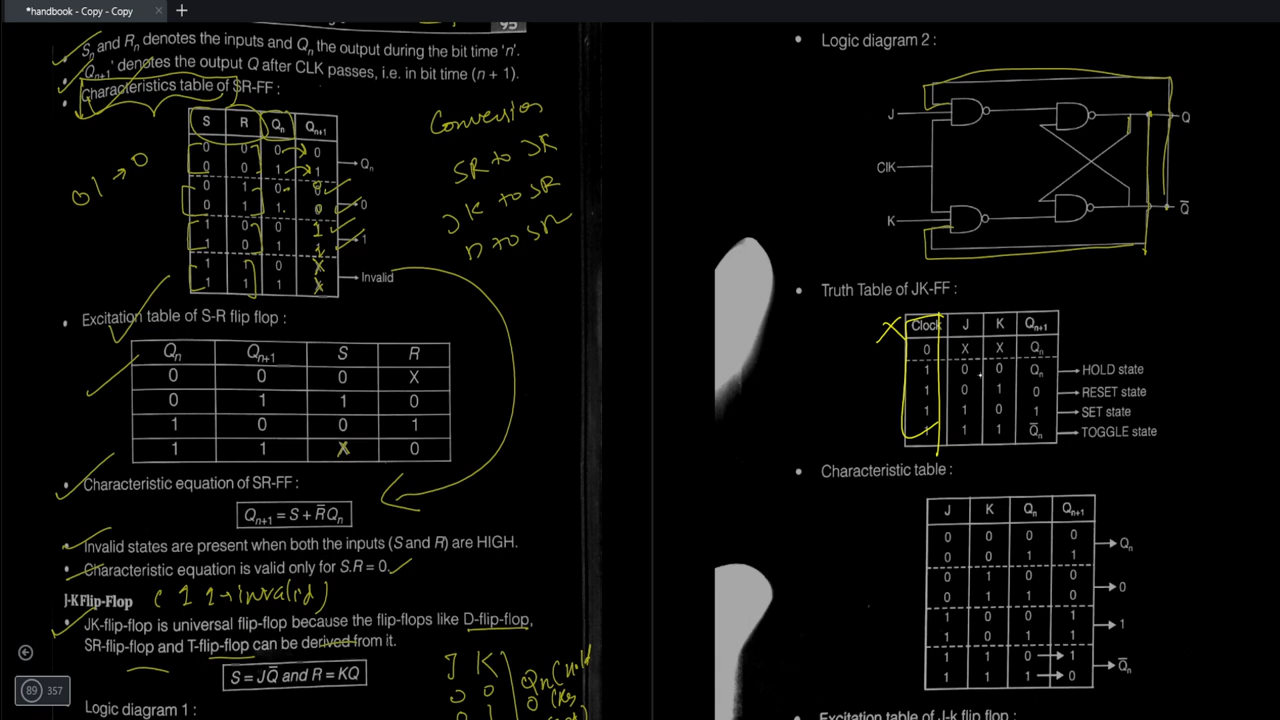 *handbook - Copy - Copy
95
Sn and Rn denotes the inputs and Qn the output during the bit time 'n'.
Qn+1' denotes the output Q after CLK passes, i.e. in bit time (n + 1).
Characteristics table of SR-FF :
S R Qn Qn+1
0 0 0 0
0 0 1 1
Qn
0 1 0 0
0 1 1 0
0
1 0 0 1
1 0 1 1
1
1 1 0 X
1 1 1 X
Invalid
01 → 0
Conversion
SR to JK
JK to SR
D to SR
Excitation table of S-R flip flop :
Qn Qn+1 S R
0 0 0 X
0 1 1 0
1 0 0 1
1 1 X 0
Characteristic equation of SR-FF :
Qn+1 = S + R̅Qn
Invalid states are present when both the inputs (S and R) are HIGH.
Characteristic equation is valid only for S.R = 0.
J-K Flip-Flop
( 1 1 → invalid)
JK-flip-flop is universal flip-flop because the flip-flops like D-flip-flop,
SR-flip-flop and T-flip-flop can be derived from it.
S = JQ̅ and R = KQ
J K
0 0 Qn (Hold
0 1 0 (Res
89 357
Logic diagram 1 :
Logic diagram 2 :
J
Q
ClK
K
Q̅
Truth Table of JK-FF :
X
Clock J K Qn+1
0 X X Qn
1 0 0 Qn HOLD state
1 0 1 0 RESET state
1 1 0 1 SET state
1 1 1 Q̅n TOGGLE state
Characteristic table :
J K Qn Qn+1
0 0 0 0
0 0 1 1
Qn
0 1 0 0
0 1 1 0
0
1 0 0 1
1 0 1 1
1
1 1 0 1
1 1 1 0
Q̅n
Excitation table of J-k flip flop :